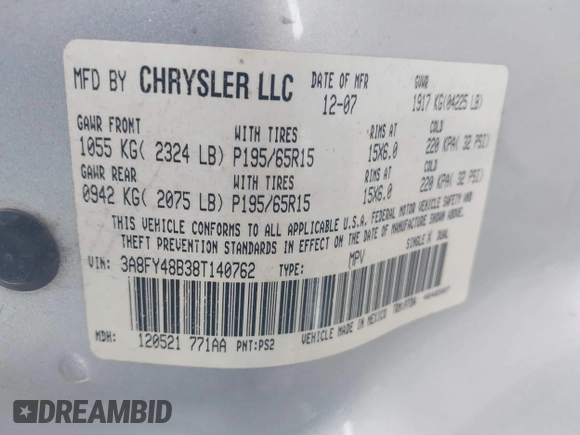 MFD BY CHRYSLER LLC
DATE OF MFR
12-07
GVWR
1917 KG(04225 LB)
GAWR FRONT
1055 KG( 2324 LB)
WITH TIRES
P195/65R15
RIMS AT
15X6.0
COLD
220 KPA( 32 PSI)
GAWR REAR
0942 KG( 2075 LB)
WITH TIRES
P195/65R15
RIMS AT
15X6.0
COLD
220 KPA( 32 PSI)
THIS VEHICLE CONFORMS TO ALL APPLICABLE U.S.A. FEDERAL MOTOR VEHICLE SAFETY AND
THEFT PREVENTION STANDARDS IN EFFECT ON THE DATE OF MANUFACTURE SHOWN ABOVE.
VIN: 3A8FY48B38T140762 TYPE: MPV SINGLE X DUAL
MDH: 120521 771AA PNT:PS2
VEHICLE MADE IN MEXICO
DREAMBID